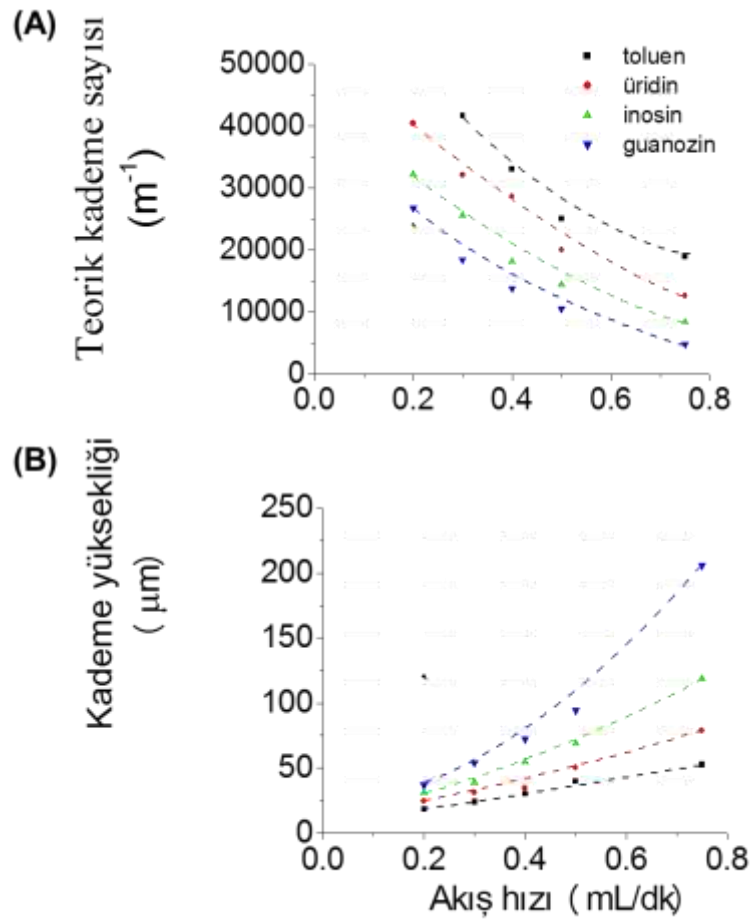 (A)
Teorik kademe sayısı
(m-1)
50000
40000
30000
20000
10000
0
0.0 0.2 0.4 0.6 0.8
toluen
üridin
inosin
guanozin
(B)
Kademe yüksekliği
( μm)
250
200
150
100
50
0
0.0 0.2 0.4 0.6 0.8
Akış hızı ( mL/dk)